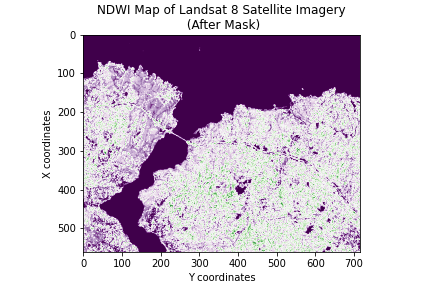 NDWI Map of Landsat 8 Satellite Imagery
(After Mask)
0
100
200
300
400
500
X coordinates
0 100 200 300 400 500 600 700
Y coordinates